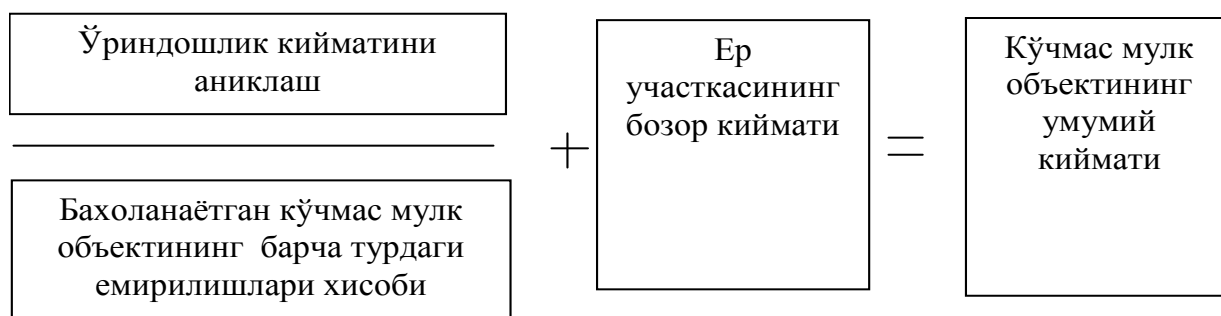 Ўриндошлик кийматини
аниклаш
Бахоланаётган кўчмас мулк
объектининг барча турдаги
емирилишлари хисоби
+
Ер
участкасининг
бозор киймати
=
Кўчмас мулк
объектининг
умумий
киймати